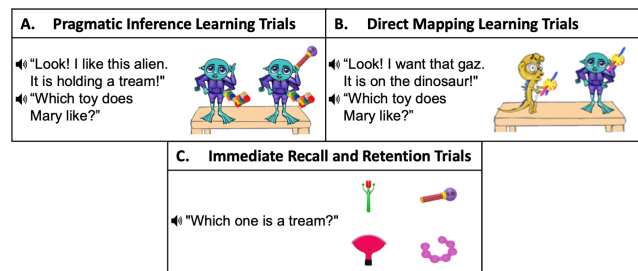 A. Pragmatic Inference Learning Trials
“Look! I like this alien.
It is holding a tream!"
“Which toy does
Mary like?”
B. Direct Mapping Learning Trials
“Look! I want that gaz.
It is on the dinosaur!"
“Which toy does
Mary like?”
C. Immediate Recall and Retention Trials
"Which one is a tream?"